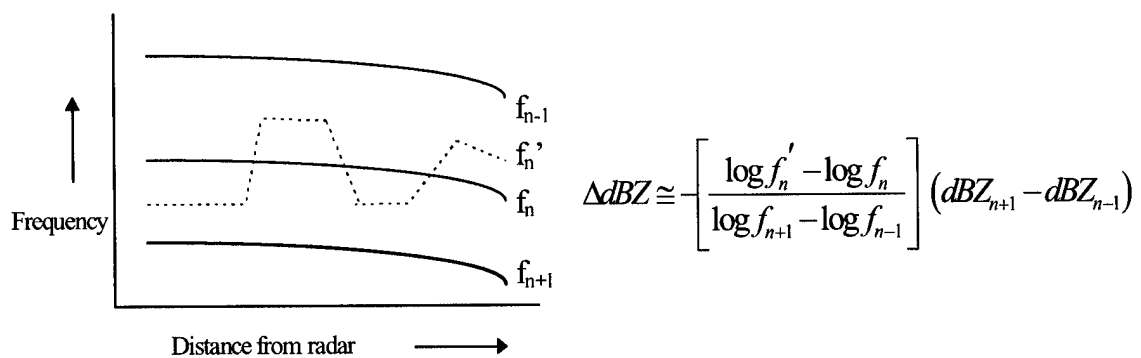 Frequency
f_{n-1}
f_n'
f_n
f_{n+1}
Distance from radar
ΔdBZ ≅ -[ (log f_n' - log f_n) / (log f_{n+1} - log f_{n-1}) ] (dBZ_{n+1} - dBZ_{n-1})